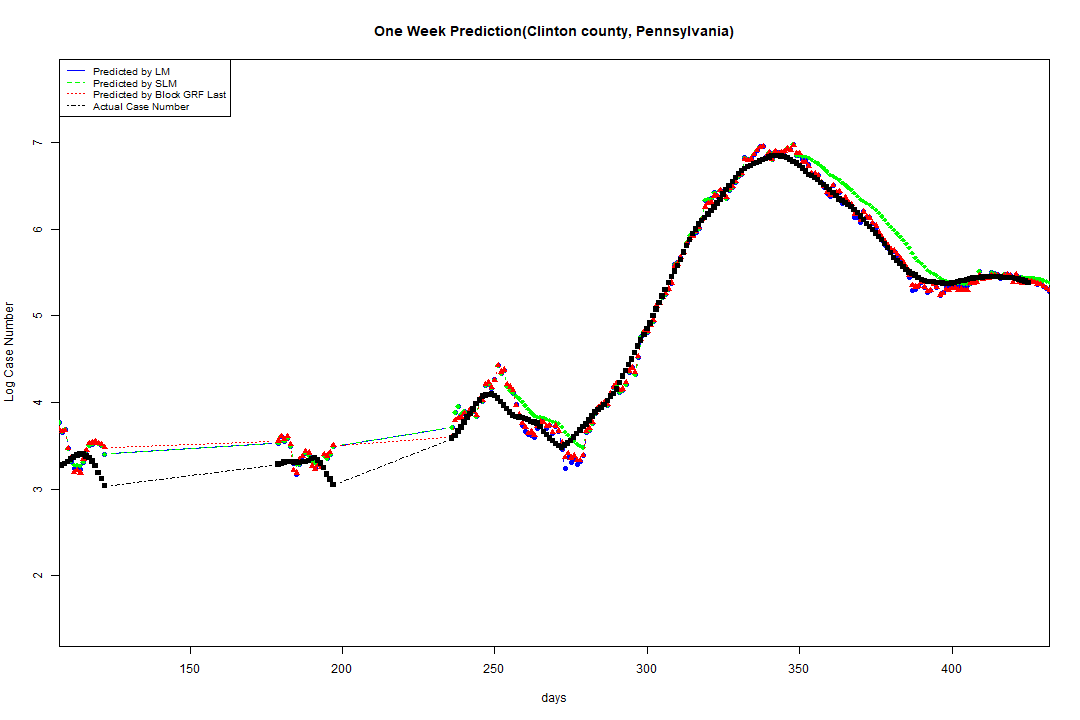 One Week Prediction(Clinton county, Pennsylvania)
Predicted by LM
Predicted by SLM
Predicted by Block GRF Last
Actual Case Number
7
6
5
4
3
2
Log Case Number
150 200 250 300 350 400
days